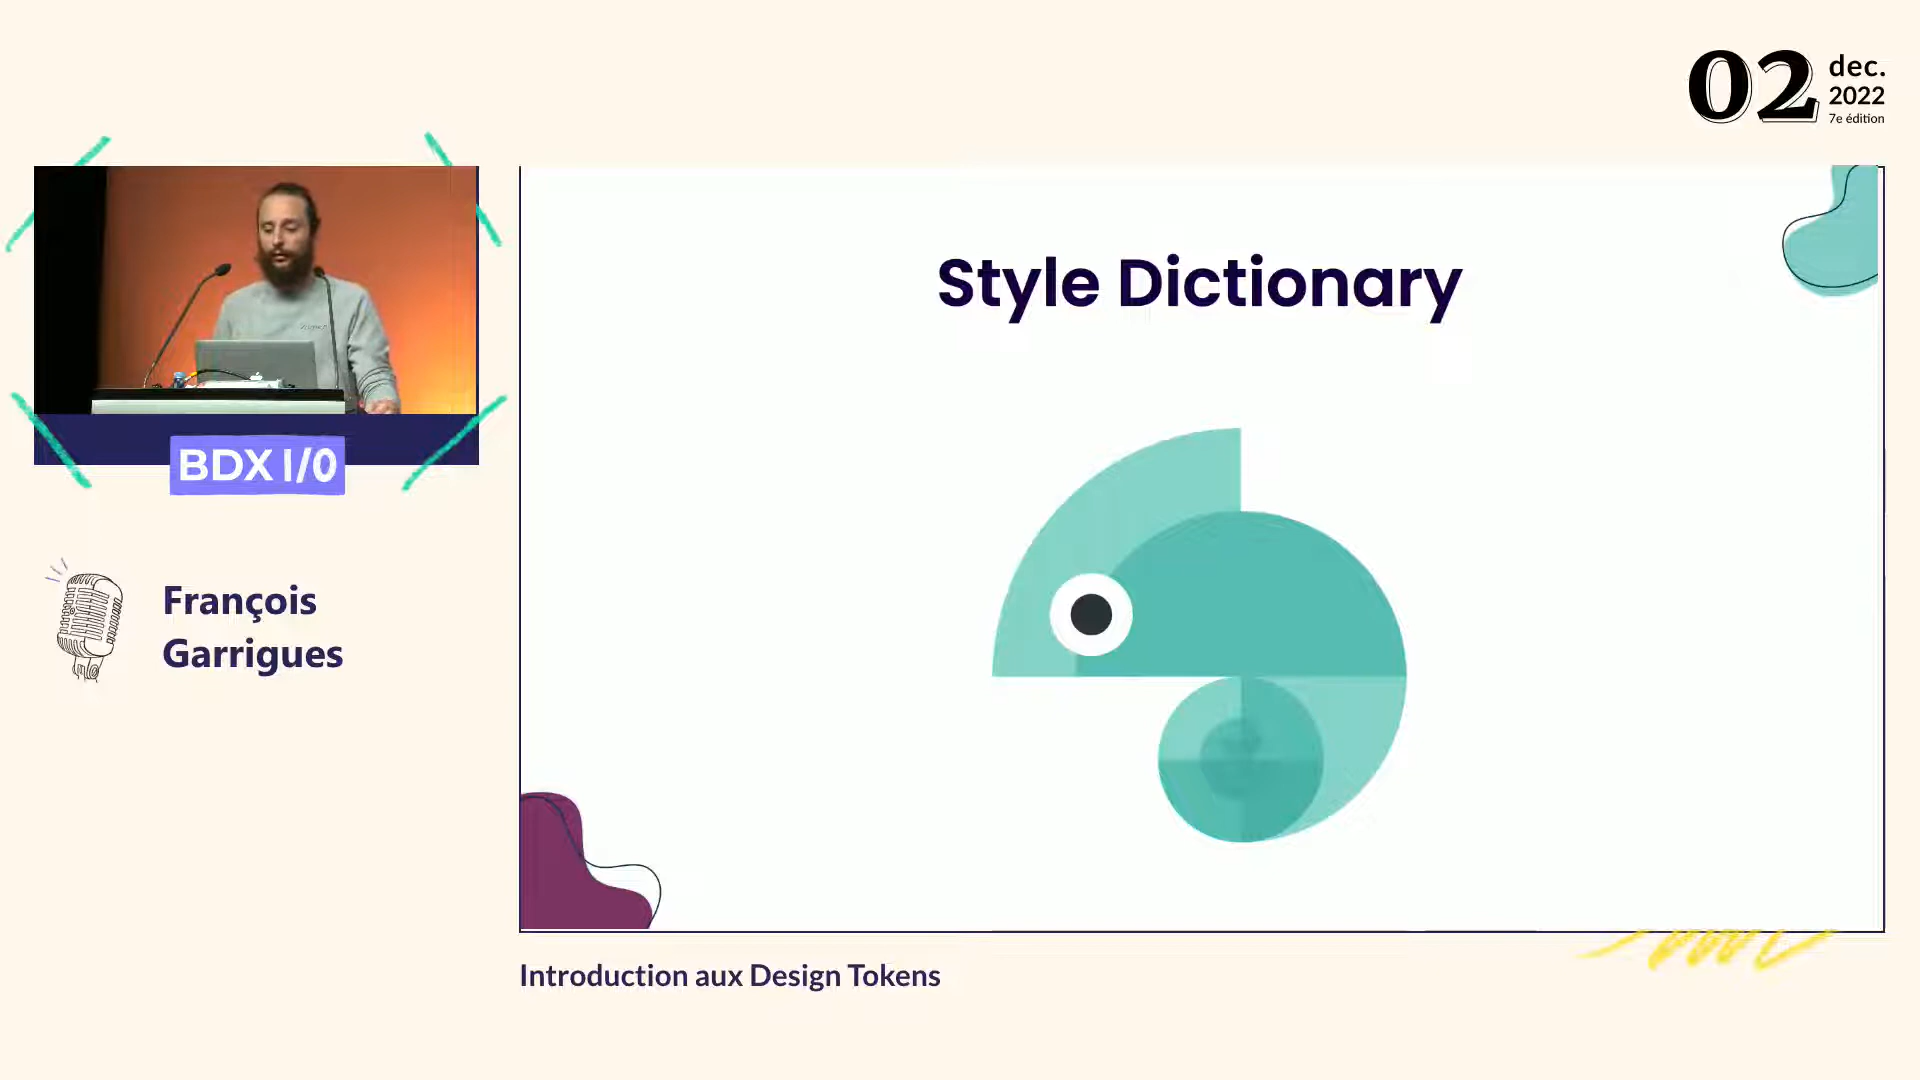 02
dec.
2022
7e édition
Style Dictionary
BDX I/O
François
Garrigues
Introduction aux Design Tokens